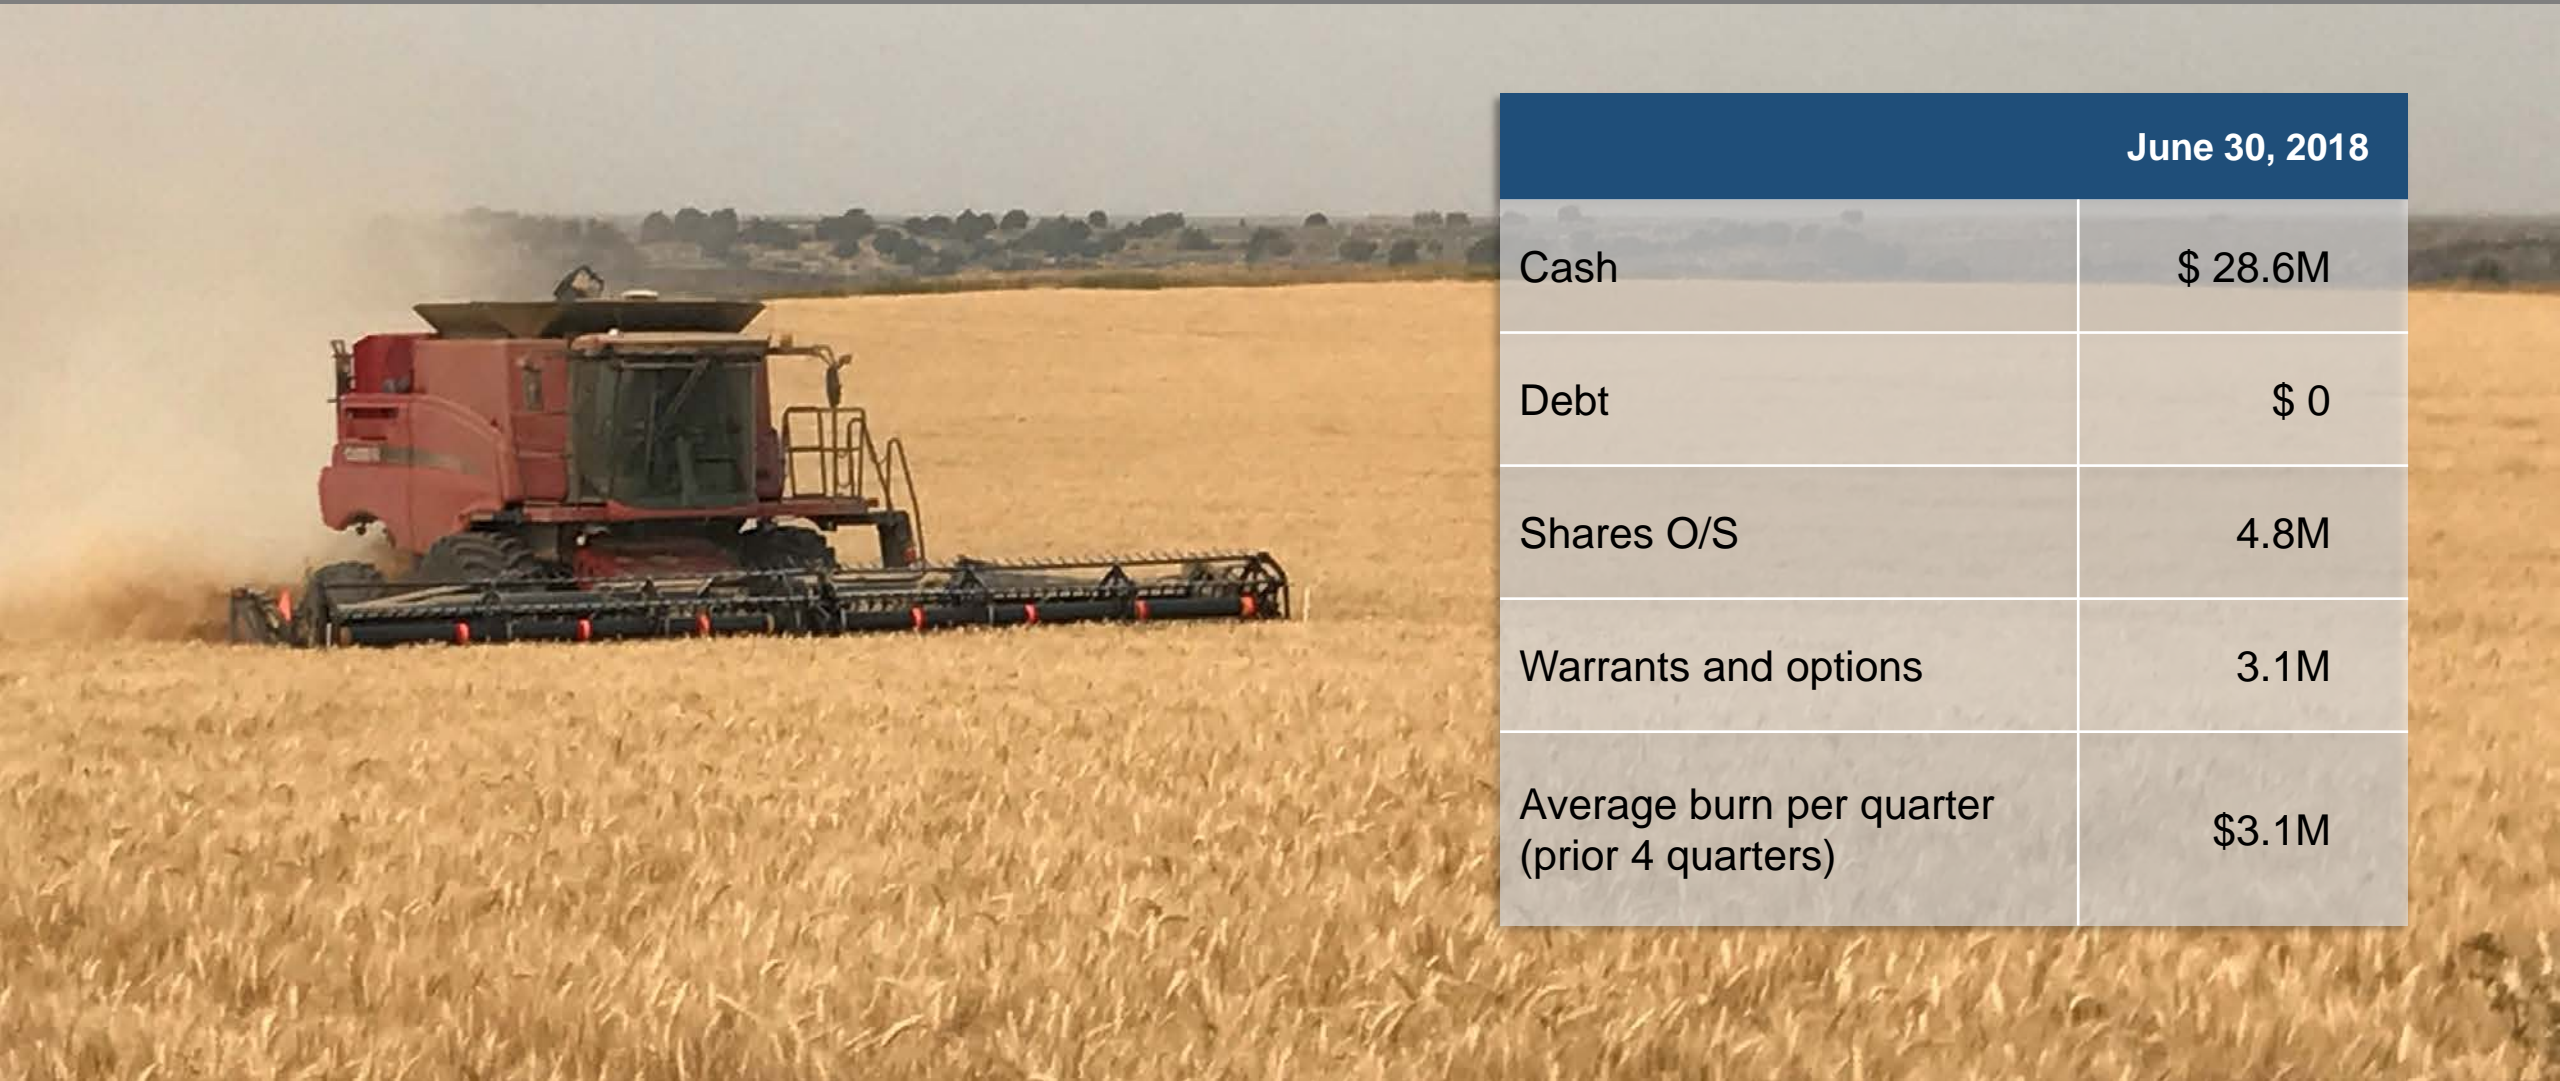 June 30, 2018
Cash $ 28.6M
Debt $ 0
Shares O/S 4.8M
Warrants and options 3.1M
Average burn per quarter
(prior 4 quarters) $3.1M